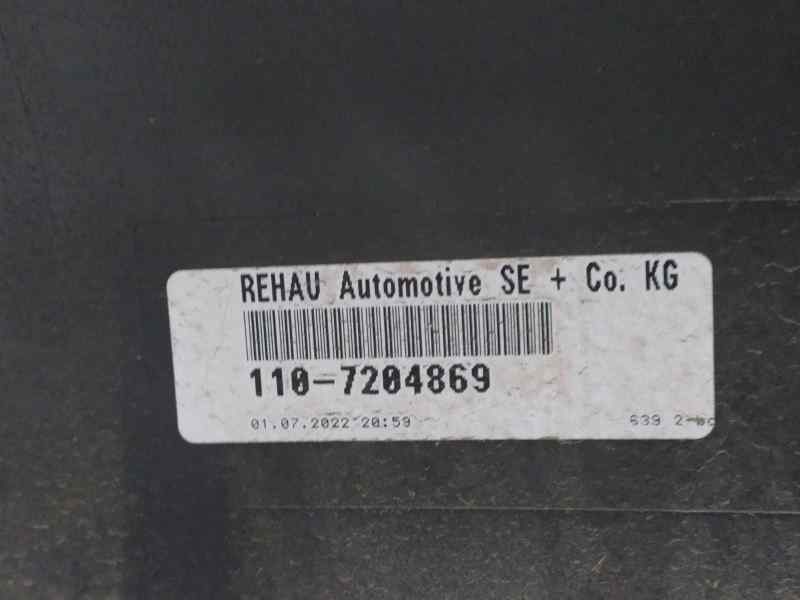 REHAU Automotive SE + Co. KG
110-7204869
01.07.2022 20:59 639